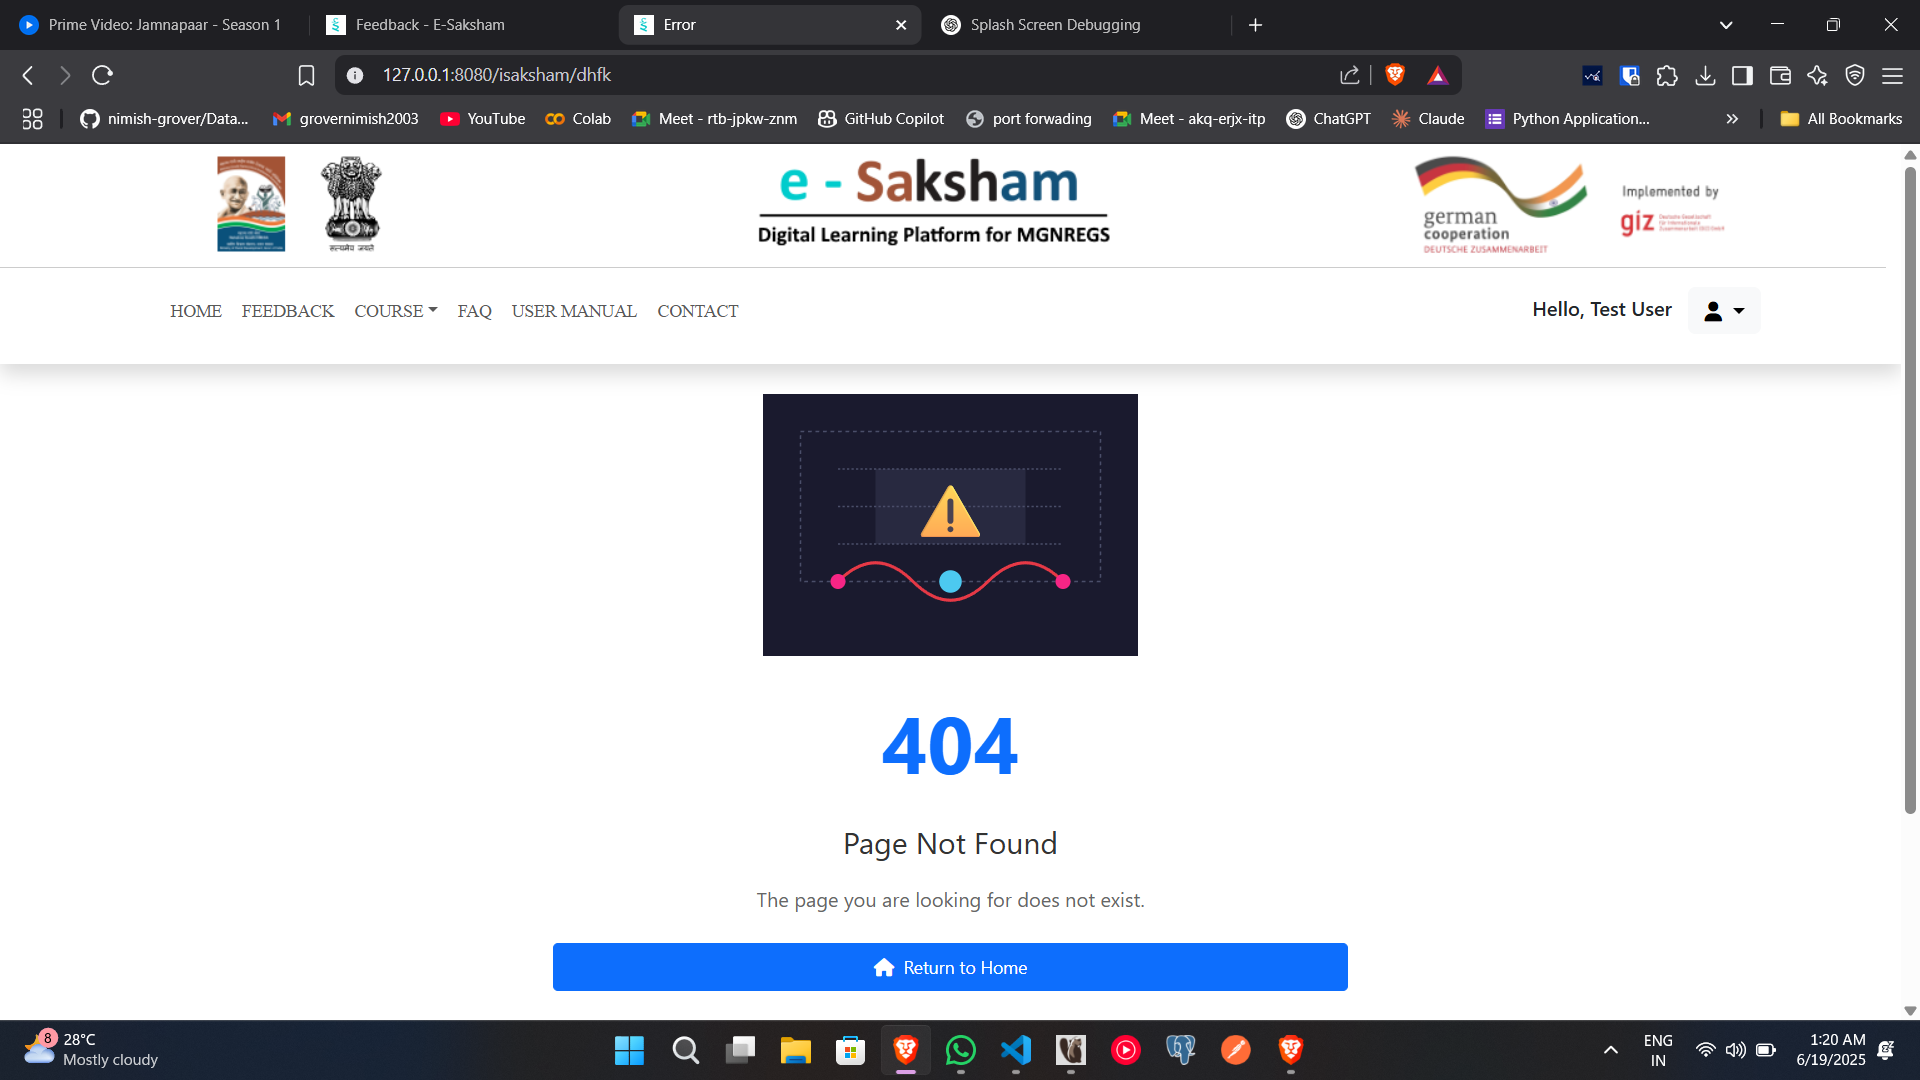 Prime Video: Jamnapaar - Season 1
Feedback - E-Saksham
Error
Splash Screen Debugging
127.0.0.1:8080/isaksham/dhfk
nimish-grover/Data...
grovernimish2003
YouTube
Colab
Meet - rtb-jpkw-znm
GitHub Copilot
port forwading
Meet - akq-erjx-itp
ChatGPT
Claude
Python Application...
All Bookmarks
सत्यमेव जयते
e - Saksham
Digital Learning Platform for MGNREGS
german
cooperation
DEUTSCHE ZUSAMMENARBEIT
Implemented by
giz
HOME
FEEDBACK
COURSE
FAQ
USER MANUAL
CONTACT
Hello, Test User
404
Page Not Found
The page you are looking for does not exist.
Return to Home
8
28°C
Mostly cloudy
ENG
IN
1:20 AM
6/19/2025